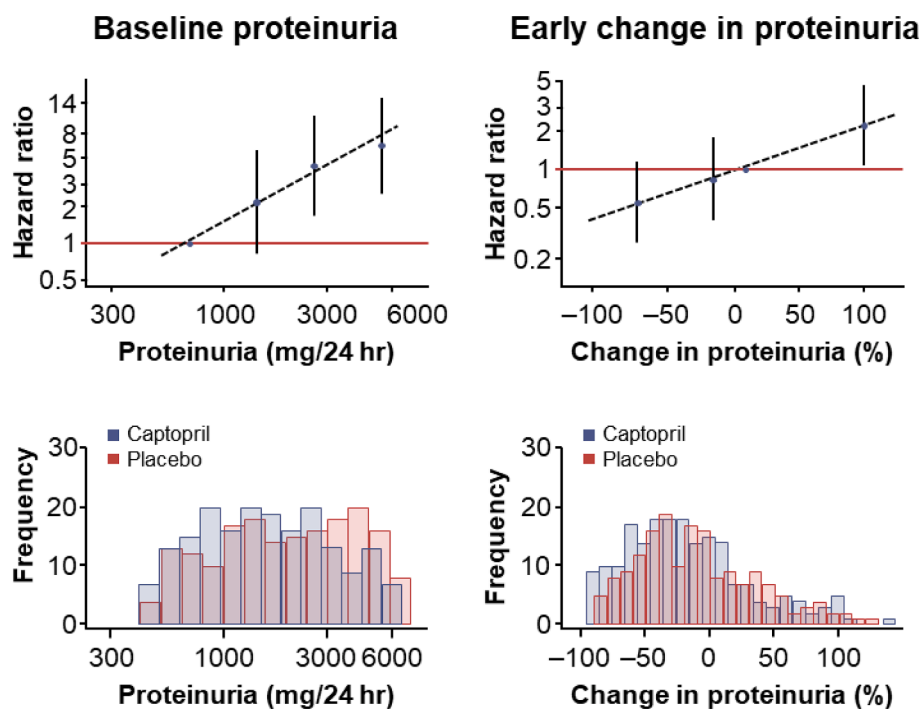 Baseline proteinuria
Hazard ratio
14
8
5
3
2
1
0.5
300 1000 3000 6000
Proteinuria (mg/24 hr)
Early change in proteinuria
Hazard ratio
5
3
2
1
0.5
0.2
–100 –50 0 50 100
Change in proteinuria (%)
Captopril
Placebo
Frequency
30
20
10
0
300 1000 3000 6000
Proteinuria (mg/24 hr)
Captopril
Placebo
Frequency
30
20
10
0
–100 –50 0 50 100
Change in proteinuria (%)